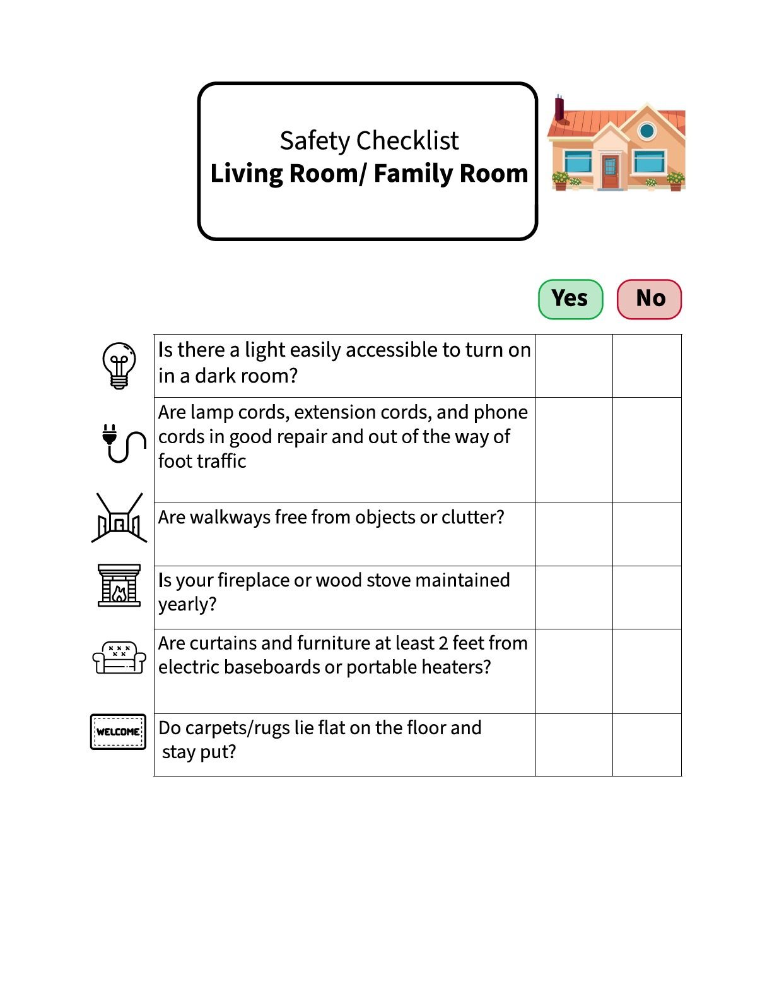 Safety Checklist
Living Room/ Family Room
Yes No
Is there a light easily accessible to turn on
in a dark room?
Are lamp cords, extension cords, and phone
cords in good repair and out of the way of
foot traffic
Are walkways free from objects or clutter?
Is your fireplace or wood stove maintained
yearly?
Are curtains and furniture at least 2 feet from
electric baseboards or portable heaters?
WELCOME
Do carpets/rugs lie flat on the floor and
stay put?